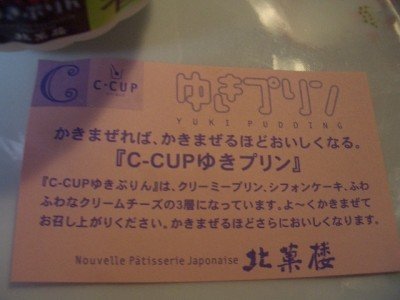 C
C・CUP
ゆきプリン
YUKI PUDDING
かきまぜれば、かきまぜるほどおいしくなる。
『C-CUPゆきプリン』
『C-CUPゆきぷりん』は、クリーミープリン、シフォンケーキ、ふわ
ふわなクリームチーズの3層になっています。よ〜くかきまぜて
お召し上がりください。かきまぜるほどさらにおいしくなります。
Nouvelle Pâtisserie Japonaise 北菓楼